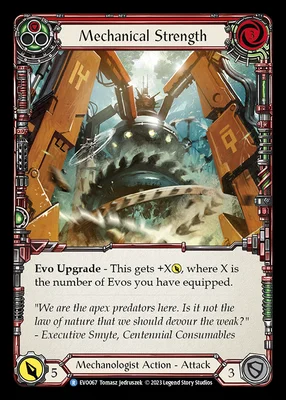 Mechanical Strength
Evo Upgrade - This gets +X, where X is
the number of Evos you have equipped.
"We are the apex predators here. Is it not the
law of nature that we should devour the weak?"
- Executive Smyte, Centennial Consumables
5
Mechanologist Action - Attack
3
R EVO067 Tomasz Jedruszek © 2023 Legend Story Studios